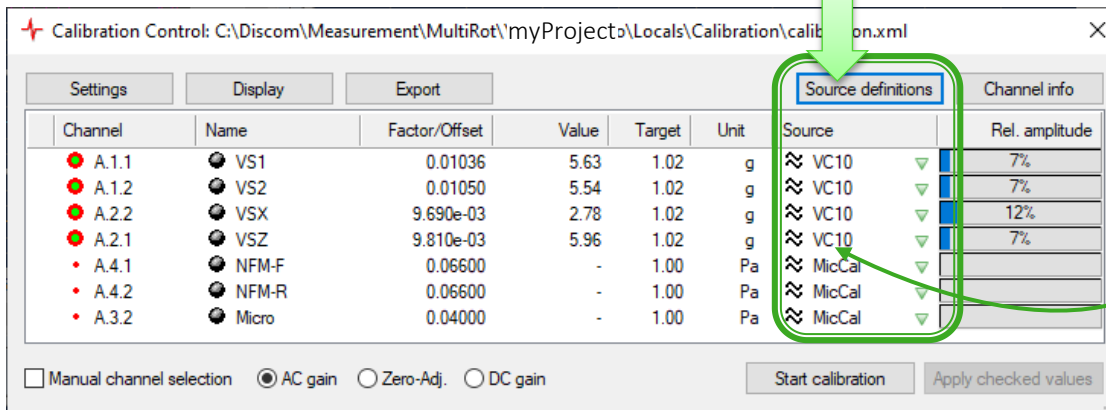 Calibration Control: C:\Discom\Measurement\MultiRot\myProject\Locals\Calibration\calibration.xml
Settings Display Export Source definitions Channel info
Channel Name Factor/Offset Value Target Unit Source Rel. amplitude
A.1.1 VS1 0.01036 5.63 1.02 g VC10 7%
A.1.2 VS2 0.01050 5.54 1.02 g VC10 7%
A.2.2 VSX 9.690e-03 2.78 1.02 g VC10 12%
A.2.1 VSZ 9.810e-03 5.96 1.02 g VC10 7%
A.4.1 NFM-F 0.06600 - 1.00 Pa MicCal
A.4.2 NFM-R 0.06600 - 1.00 Pa MicCal
A.3.2 Micro 0.04000 - 1.00 Pa MicCal
Manual channel selection AC gain Zero-Adj. DC gain Start calibration Apply checked values